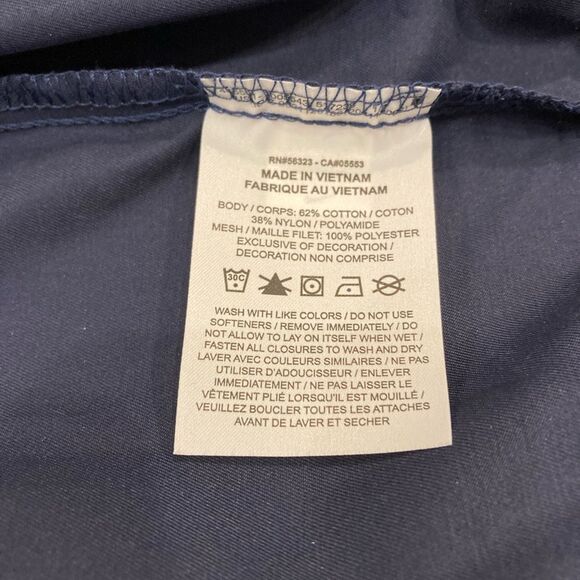 RN#56323 - CA#05553
MADE IN VIETNAM
FABRIQUE AU VIETNAM
BODY / CORPS: 62% COTTON / COTON
38% NYLON / POLYAMIDE
MESH / MAILLE FILET: 100% POLYESTER
EXCLUSIVE OF DECORATION /
DECORATION NON COMPRISE
30C
WASH WITH LIKE COLORS / DO NOT USE
SOFTENERS / REMOVE IMMEDIATELY / DO
NOT ALLOW TO LAY ON ITSELF WHEN WET /
FASTEN ALL CLOSURES TO WASH AND DRY
LAVER AVEC COULEURS SIMILAIRES / NE PAS
UTILISER D'ADOUCISSEUR / ENLEVER
IMMÉDIATEMENT / NE PAS LAISSER LE
VÊTEMENT PLIÉ LORSQU'IL EST MOUILLÉ /
VEUILLEZ BOUCLER TOUTES LES ATTACHES
AVANT DE LAVER ET SECHER